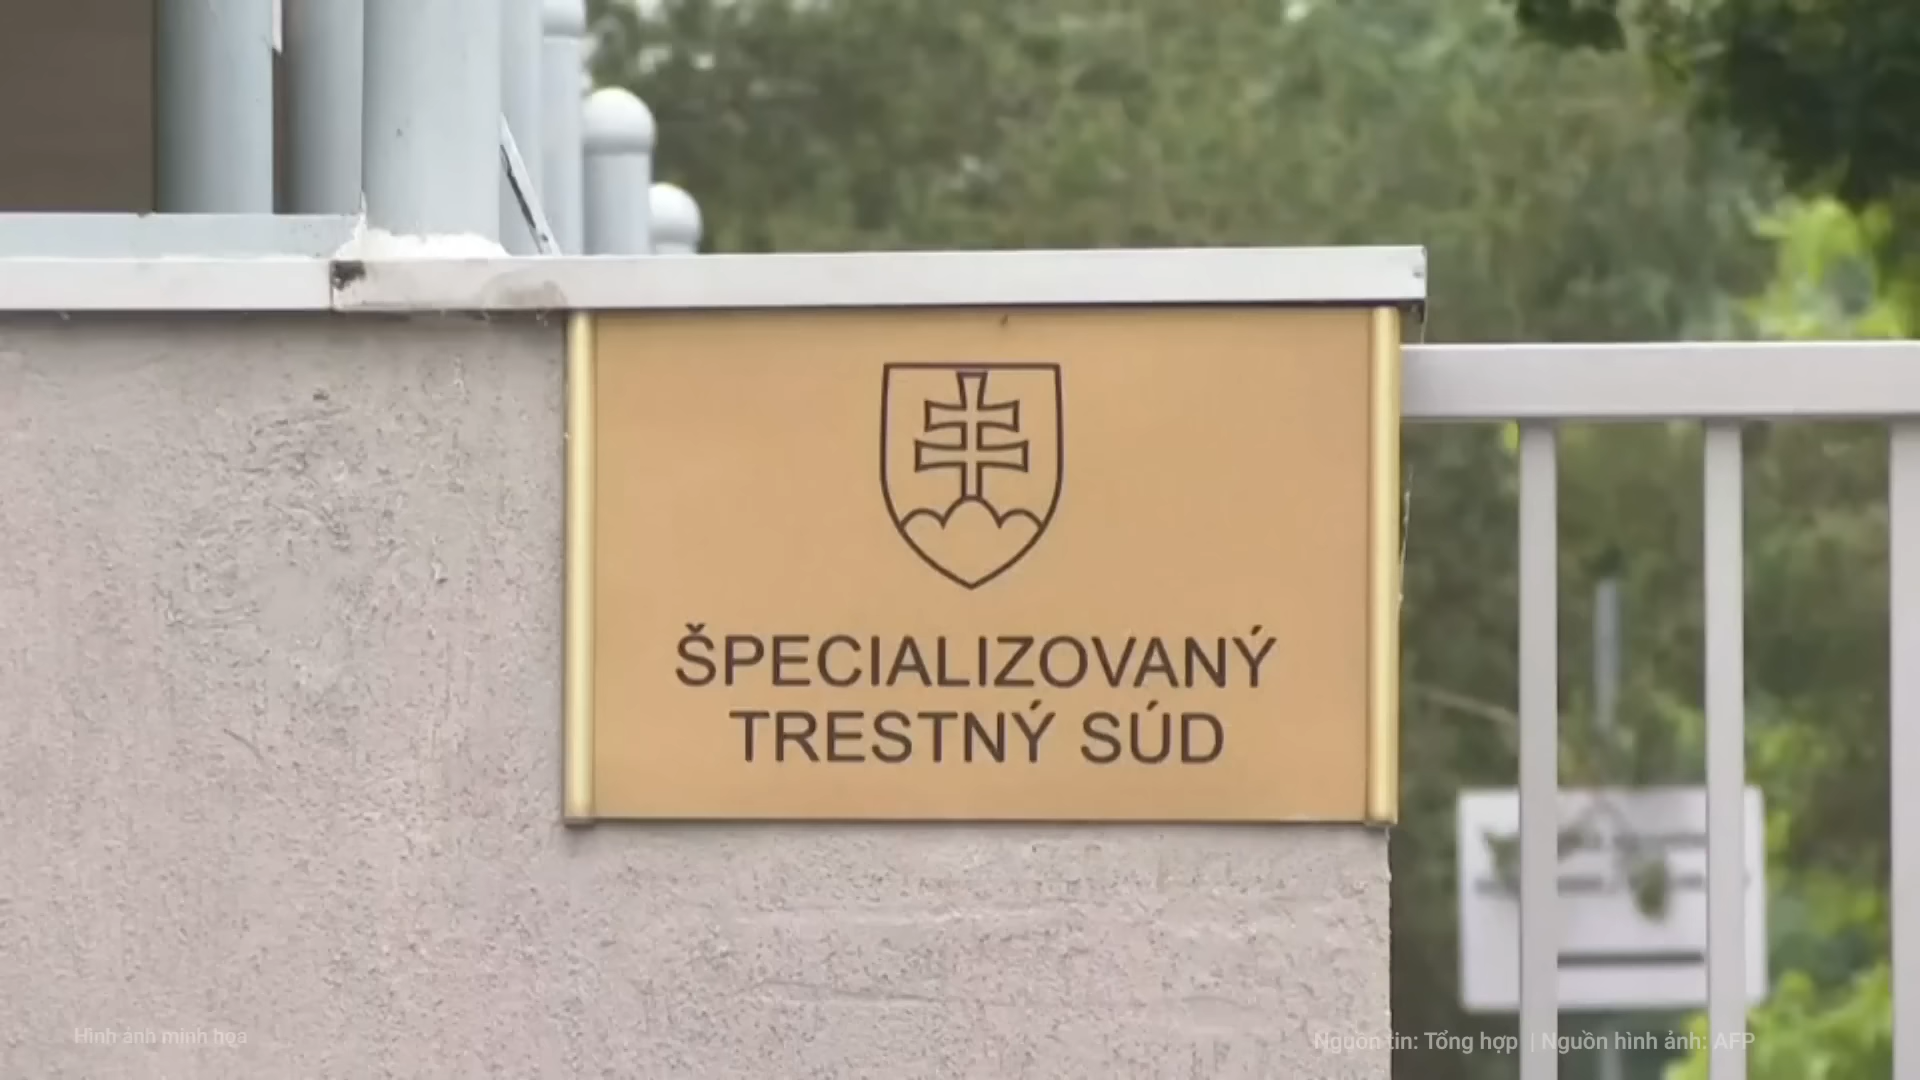 ŠPECIALIZOVANÝ
TRESTNÝ SÚD
Hình ảnh minh họa
Nguồn tin: Tổng hợp | Nguồn hình ảnh: AFP